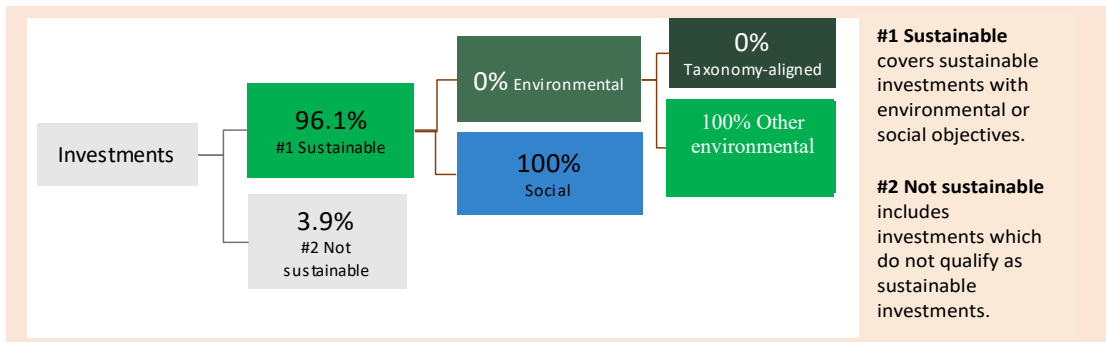 Investments
96.1%
#1 Sustainable
3.9%
#2 Not
sustainable
0% Environmental
100%
Social
0%
Taxonomy-aligned
100% Other
environmental
#1 Sustainable
covers sustainable
investments with
environmental or
social objectives.
#2 Not sustainable
includes
investments which
do not qualify as
sustainable
investments.